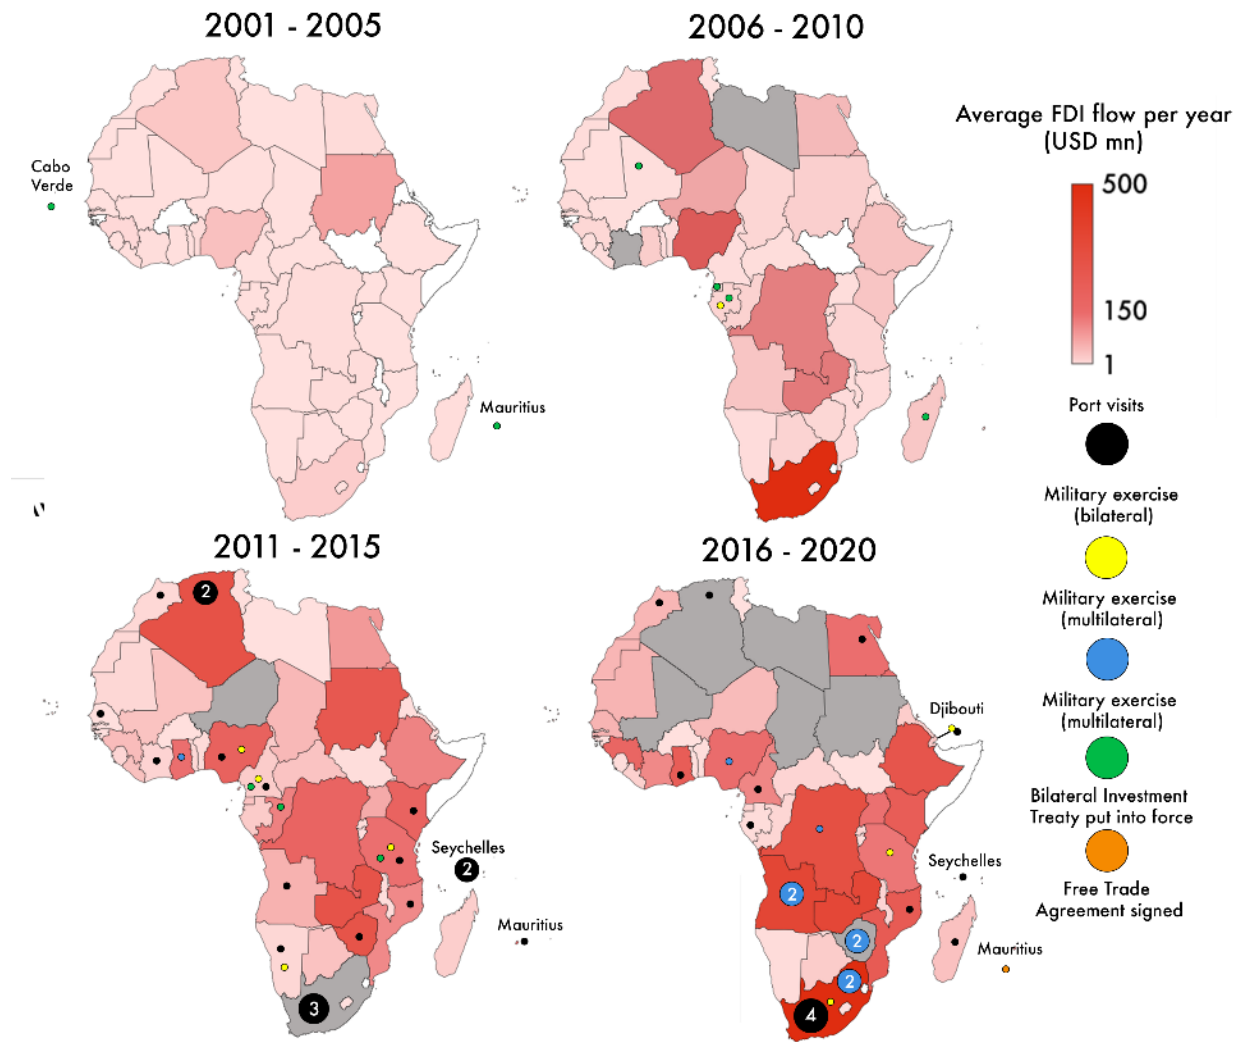 2001 - 2005
2006 - 2010
Cabo
Verde
Mauritius
Average FDI flow per year
(USD mn)
500
150
1
Port visits
Military exercise
(bilateral)
Military exercise
(multilateral)
Military exercise
(multilateral)
Bilateral Investment
Treaty put into force
Free Trade
Agreement signed
2011 - 2015
2016 - 2020
2
Seychelles
2
Mauritius
3
Djibouti
Seychelles
2
2
Mauritius
2
4